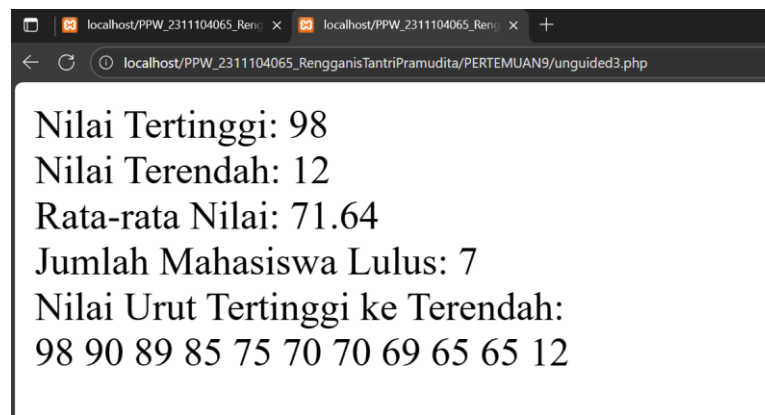 localhost/PPW_2311104065_Reng
localhost/PPW_2311104065_Reng
localhost/PPW_2311104065_RengganisTantriPramudita/PERTEMUAN9/unguided3.php
Nilai Tertinggi: 98
Nilai Terendah: 12
Rata-rata Nilai: 71.64
Jumlah Mahasiswa Lulus: 7
Nilai Urut Tertinggi ke Terendah:
98 90 89 85 75 70 70 69 65 65 12